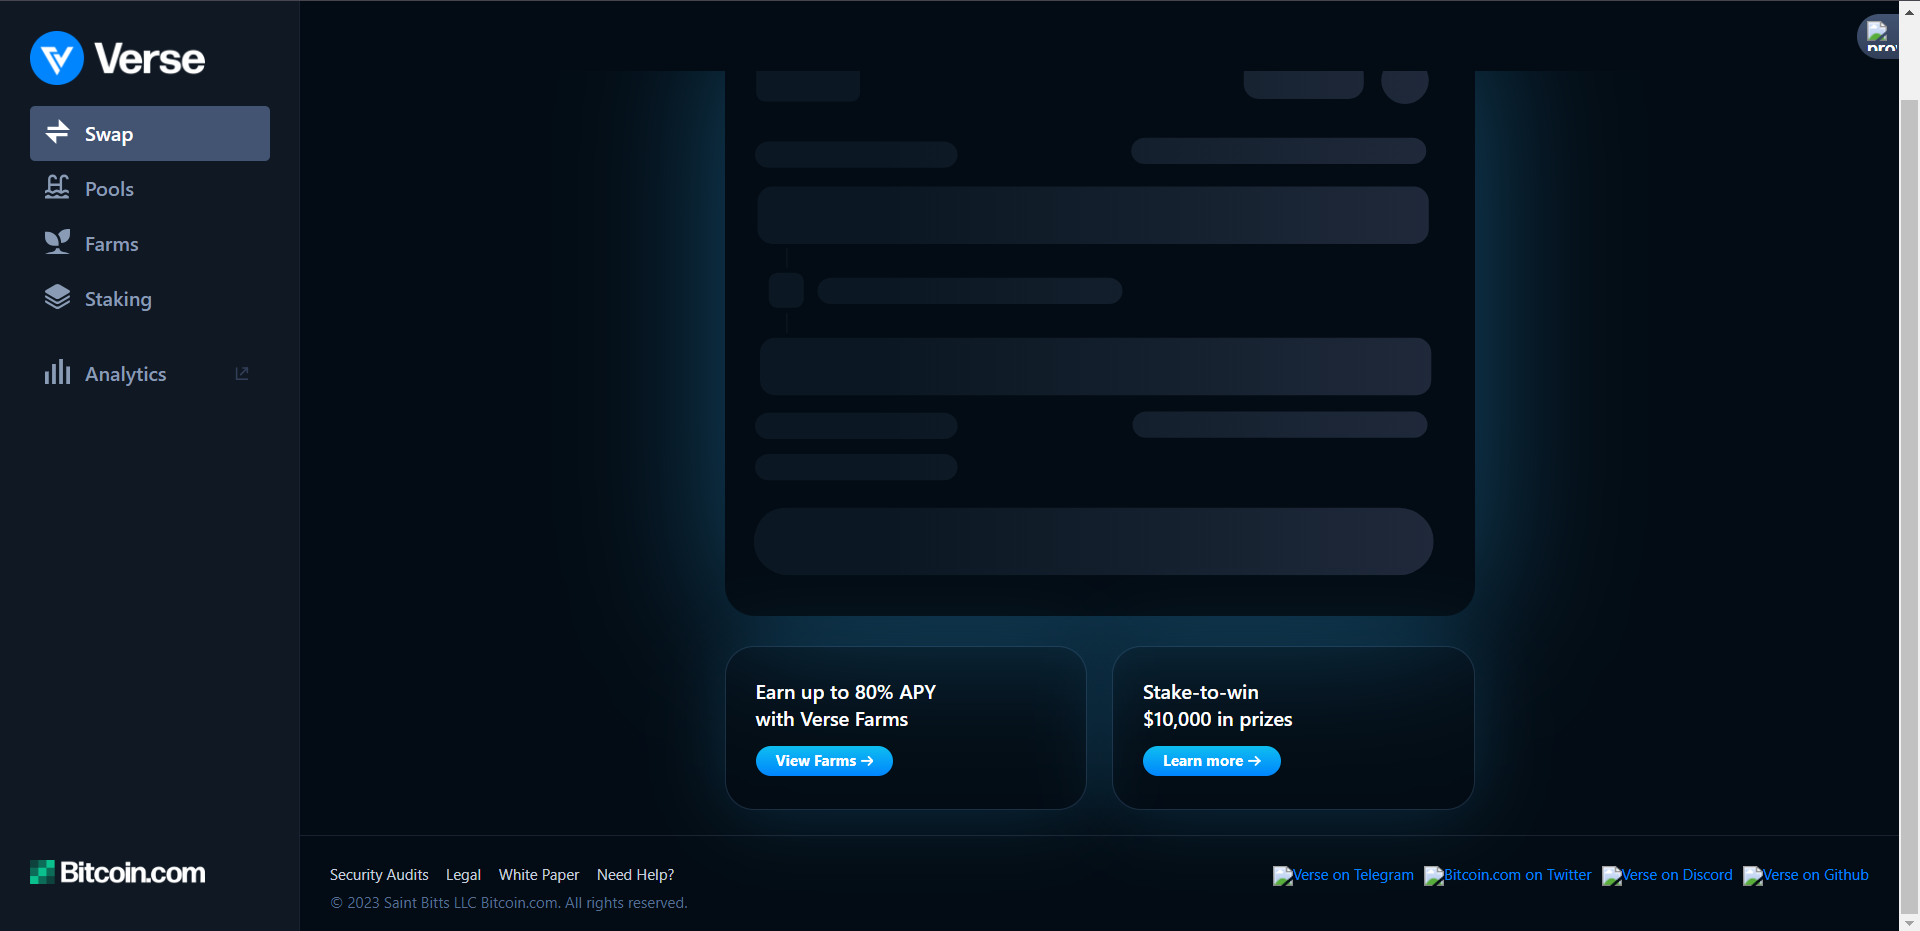 Verse
Swap
Pools
Farms
Staking
Analytics
Earn up to 80% APY
with Verse Farms
View Farms →
Stake-to-win
$10,000 in prizes
Learn more →
Bitcoin.com
Security Audits Legal White Paper Need Help?
Verse on Telegram Bitcoin.com on Twitter Verse on Discord Verse on Github
© 2023 Saint Bitts LLC Bitcoin.com. All rights reserved.